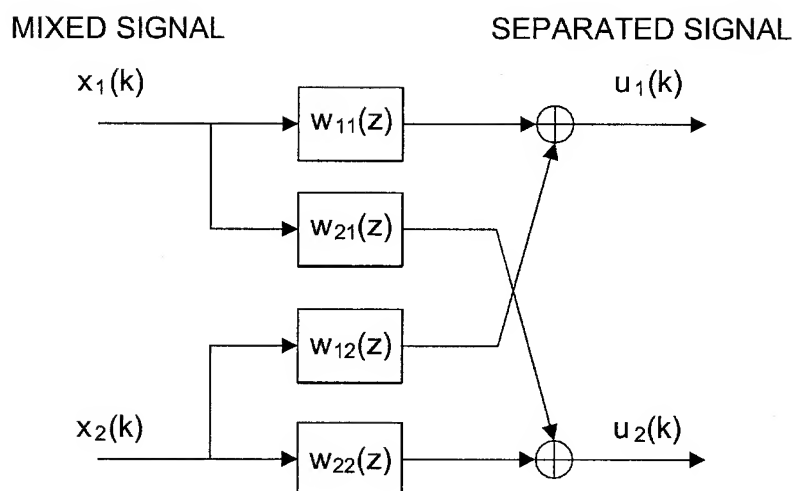 MIXED SIGNAL SEPARATED SIGNAL
x₁(k) u₁(k)
w₁₁(z)
w₂₁(z)
w₁₂(z)
x₂(k) u₂(k)
w₂₂(z)